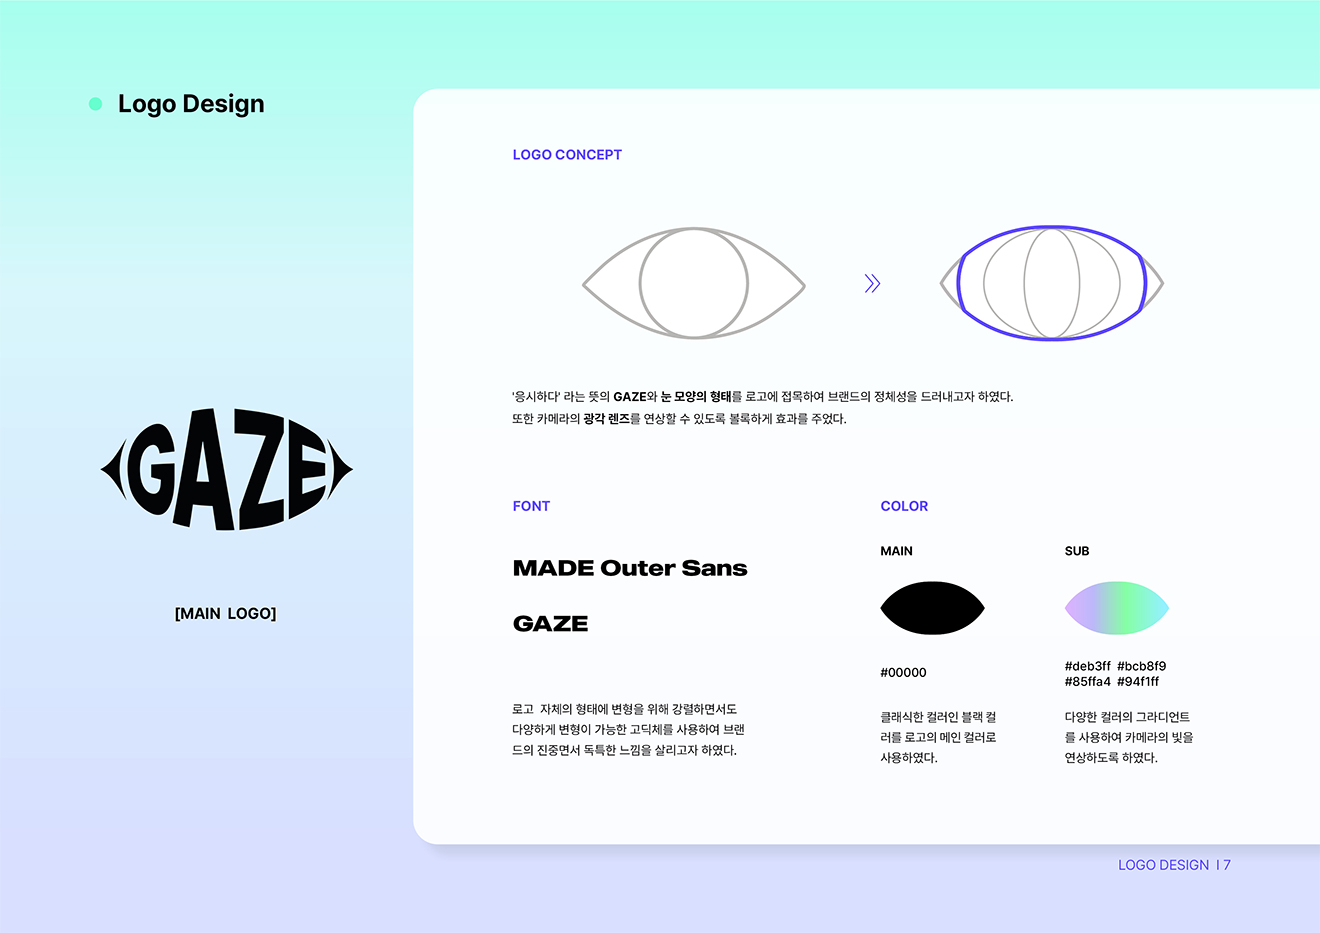 Logo Design
LOGO CONCEPT
'응시하다' 라는 뜻의 GAZE와 눈 모양의 형태를 로고에 접목하여 브랜드의 정체성을 드러내고자 하였다.
또한 카메라의 광각 렌즈를 연상할 수 있도록 볼록하게 효과를 주었다.
GAZE
[MAIN LOGO]
FONT
MADE Outer Sans
GAZE
로고 자체의 형태에 변형을 위해 강렬하면서도
다양하게 변형이 가능한 고딕체를 사용하여 브랜
드의 진중면서 독특한 느낌을 살리고자 하였다.
COLOR
MAIN
#00000
클래식한 컬러인 블랙 컬
러를 로고의 메인 컬러로
사용하였다.
SUB
#deb3ff #bcb8f9
#85ffa4 #94f1ff
다양한 컬러의 그라디언트
를 사용하여 카메라의 빛을
연상하도록 하였다.
LOGO DESIGN I 7